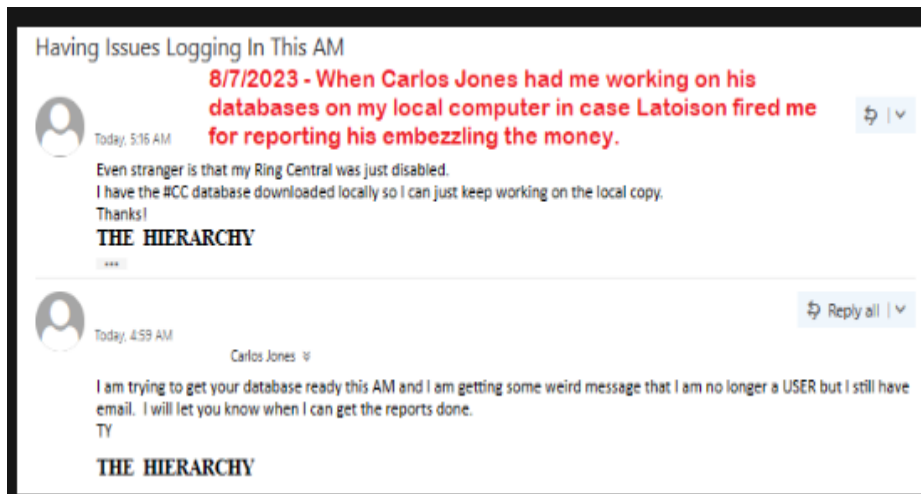 Having Issues Logging In This AM
8/7/2023 - When Carlos Jones had me working on his
databases on my local computer in case Latoison fired me
for reporting his embezzling the money.
Today, 5:16 AM
Even stranger is that my Ring Central was just disabled.
I have the #CC database downloaded locally so I can just keep working on the local copy.
Thanks!
THE HIERARCHY
...
Reply all
Today, 4:59 AM
Carlos Jones
I am trying to get your database ready this AM and I am getting some weird message that I am no longer a USER but I still have
email. I will let you know when I can get the reports done.
TY
THE HIERARCHY